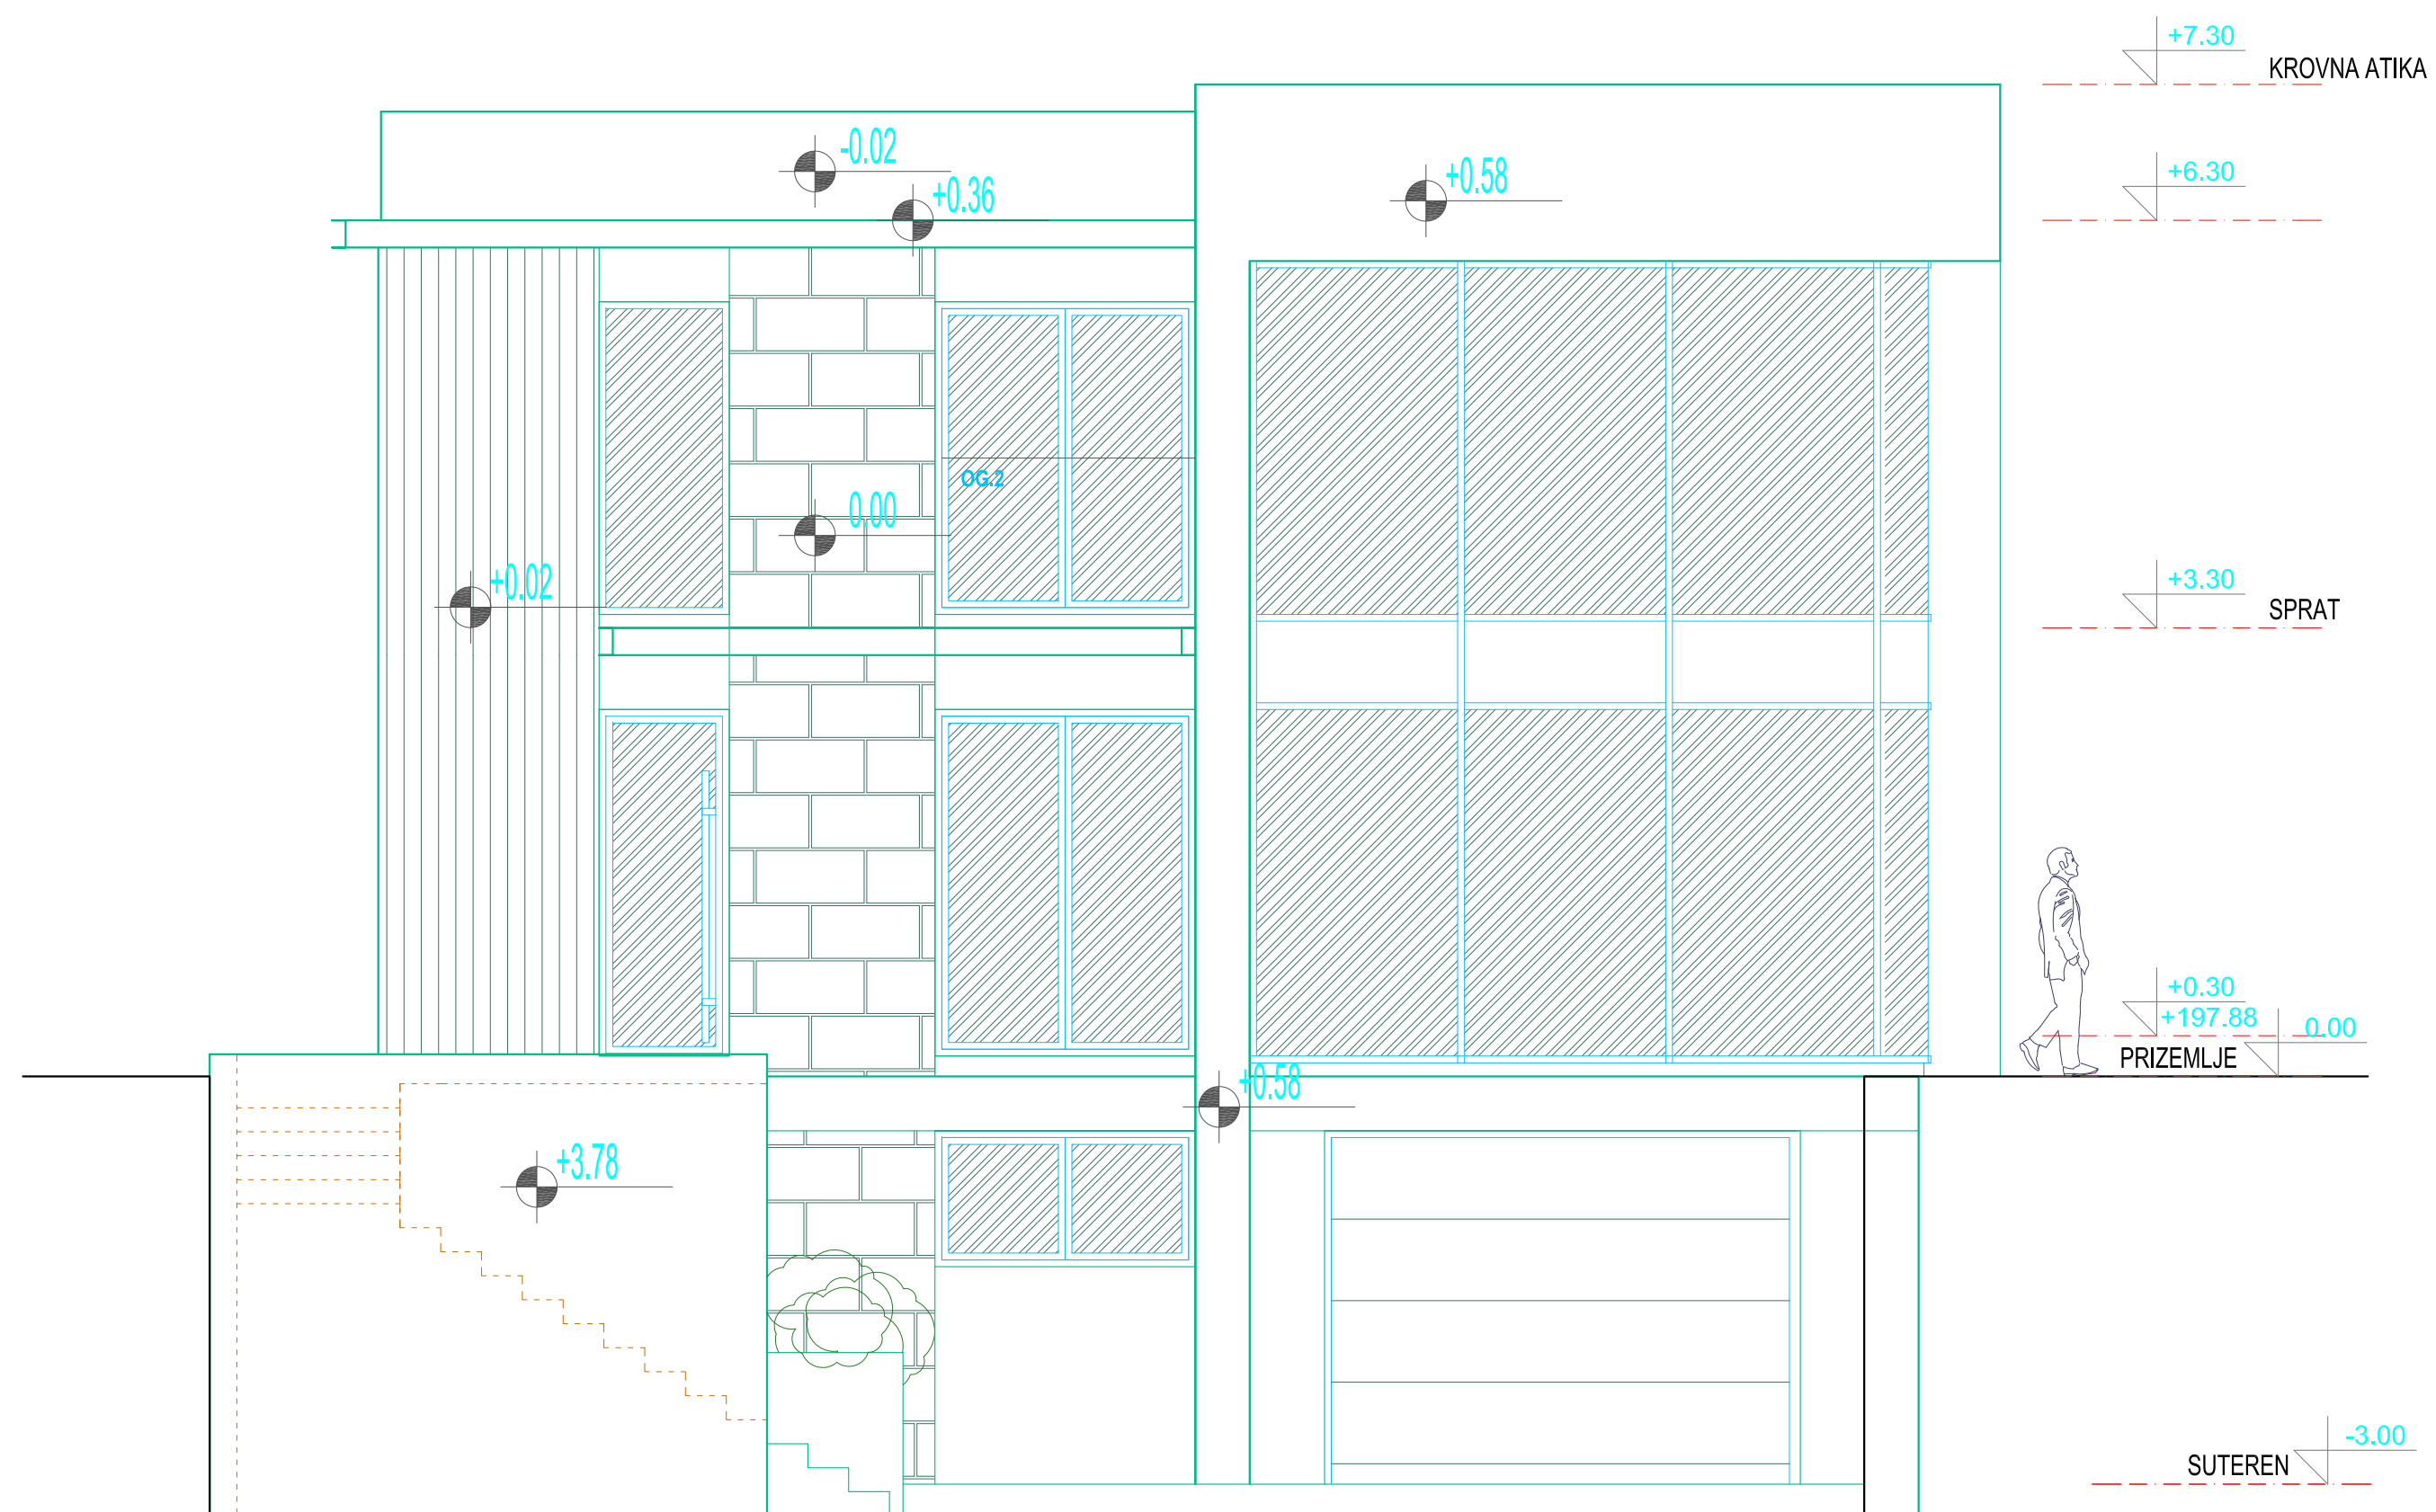 +7.30
KROVNA ATIKA
-0.02
+0.36
+0.58
+6.30
OG.2
0.00
+0.02
+3.30
SPRAT
+0.30
+197.88
0.00
PRIZEMLJE
+0.58
+3.78
-3.00
SUTEREN